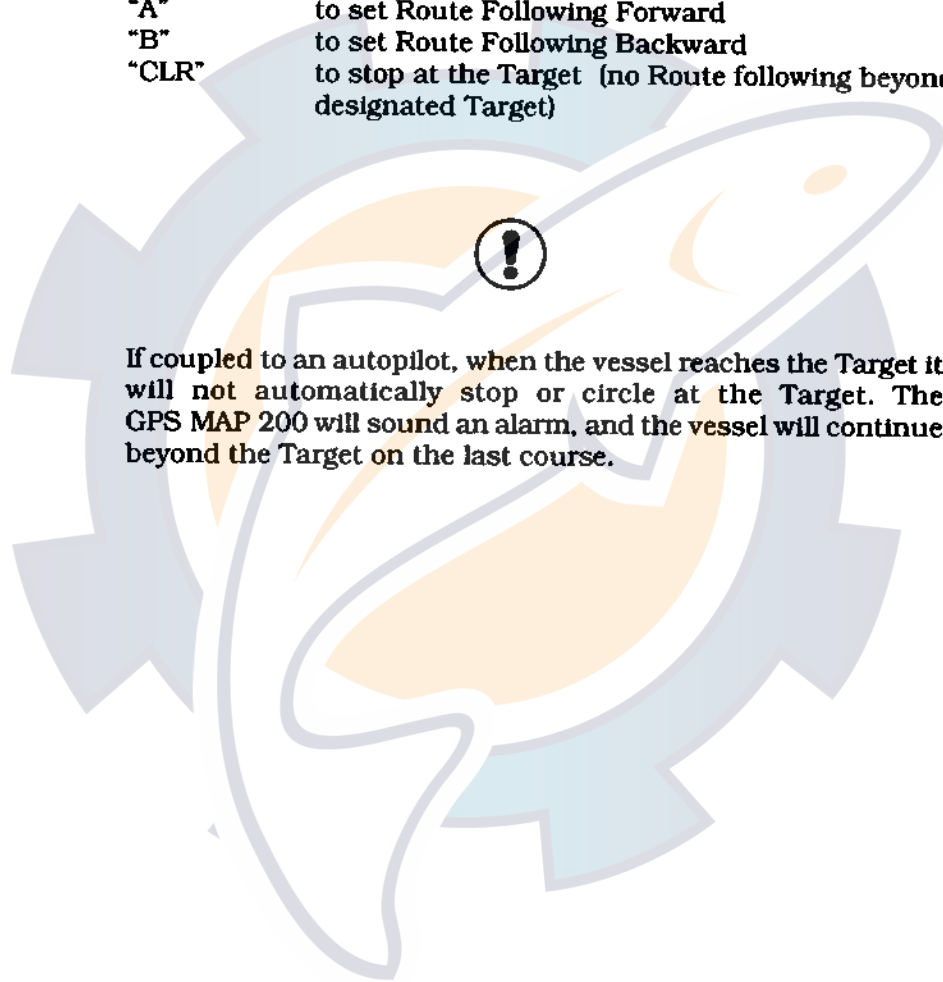 "A" to set Route Following Forward
"B" to set Route Following Backward
"CLR" to stop at the Target (no Route following beyond
designated Target)
If coupled to an autopilot, when the vessel reaches the Target it
will not automatically stop or circle at the Target. The
GPS MAP 200 will sound an alarm, and the vessel will continue
beyond the Target on the last course.